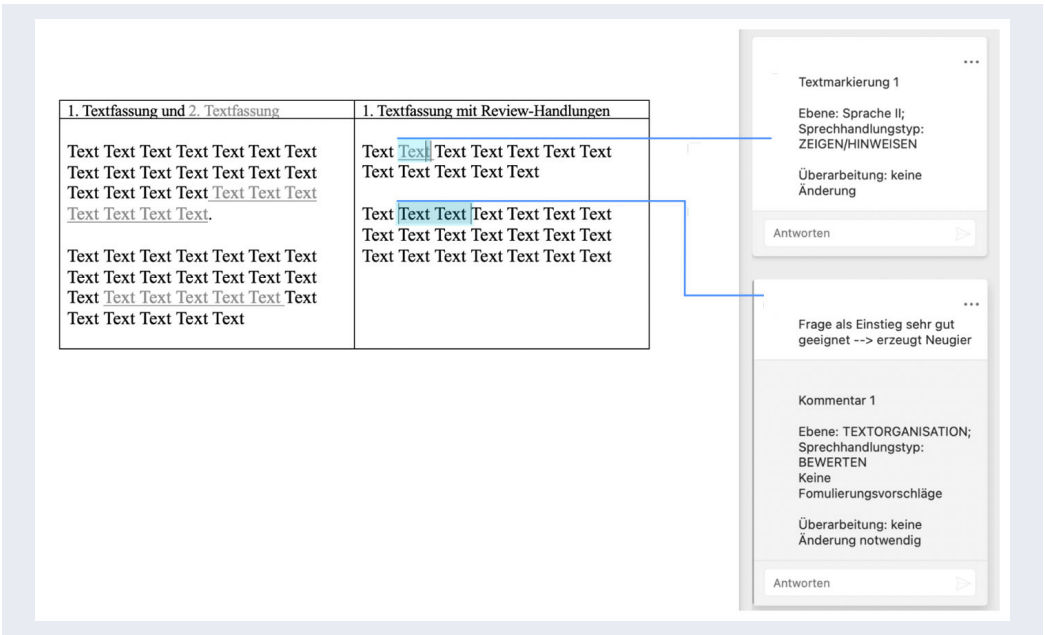 1. Textfassung und 2. Textfassung
Text Text Text Text Text Text Text
Text Text Text Text Text Text Text
Text Text Text Text Text Text Text
Text Text Text Text.
Text Text Text Text Text Text Text
Text Text Text Text Text Text Text
Text Text Text Text Text Text Text
Text Text Text Text Text
1. Textfassung mit Review-Handlungen
Text Text Text Text Text Text Text
Text Text Text Text Text
Text Text Text Text Text Text Text
Text Text Text Text Text Text Text
Text Text Text Text Text Text Text
Textmarkierung 1
Ebene: Sprache II;
Sprechhandlungstyp:
ZEIGEN/HINWEISEN
Überarbeitung: keine
Änderung
Antworten
Frage als Einstieg sehr gut
geeignet --> erzeugt Neugier
Kommentar 1
Ebene: TEXTORGANISATION;
Sprechhandlungstyp:
BEWERTEN
Keine
Fomulierungsvorschläge
Überarbeitung: keine
Änderung notwendig
Antworten